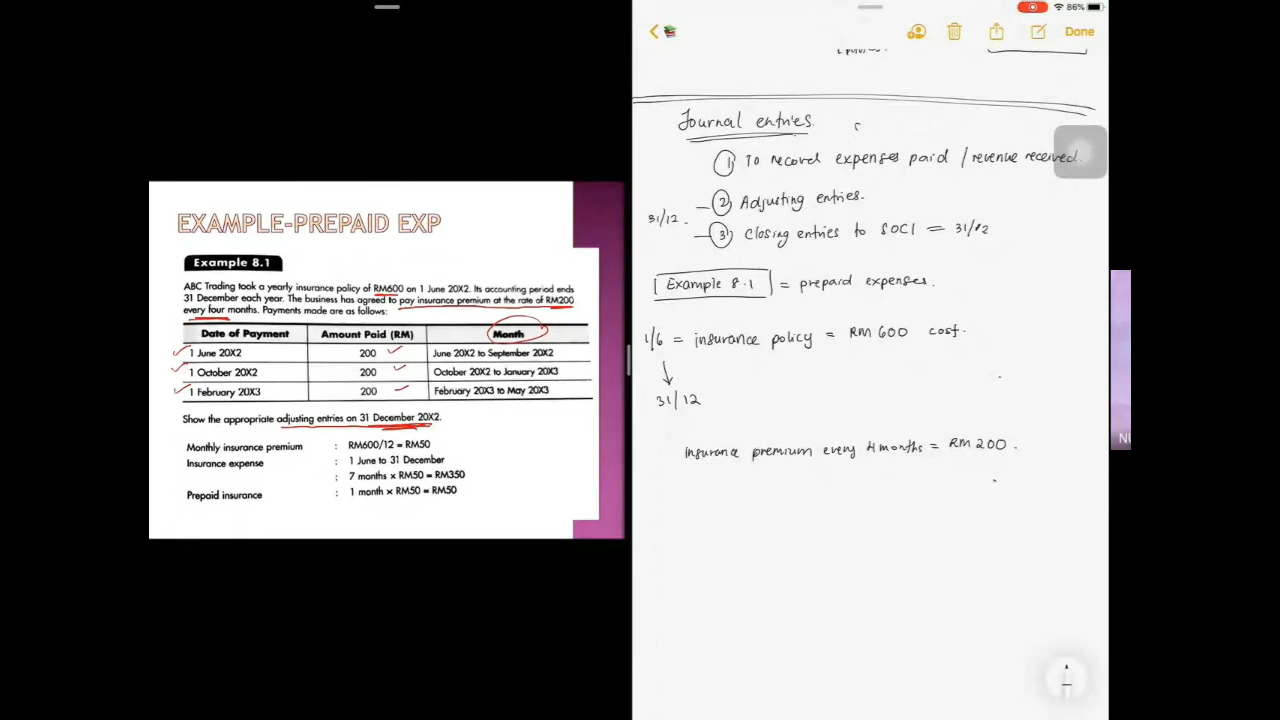 EXAMPLE-PREPAID EXP
Example 8.1
ABC Trading took a yearly insurance policy of RM600 on 1 June 20X2. Its accounting period ends
31 December each year. The business has agreed to pay insurance premium at the rate of RM200
every four months. Payments made are as follows:
Date of Payment Amount Paid (RM) Month
1 June 20X2 200 June 20X2 to September 20X2
1 October 20X2 200 October 20X2 to January 20X3
1 February 20X3 200 February 20X3 to May 20X3
Show the appropriate adjusting entries on 31 December 20X2.
Monthly insurance premium : RM600/12 = RM50
Insurance expense : 1 June to 31 December
: 7 months x RM50 = RM350
Prepaid insurance : 1 month x RM50 = RM50
86%
Done
Journal entries.
1 To record expenses paid / revenue received.
2 Adjusting entries.
31/12.
3 Closing entries to SOCI = 31/12
Example 8.1 = prepaid expenses.
1/6 = insurance policy = RM 600 cost.
31/12
Insurance premium every 4 months = RM 200.